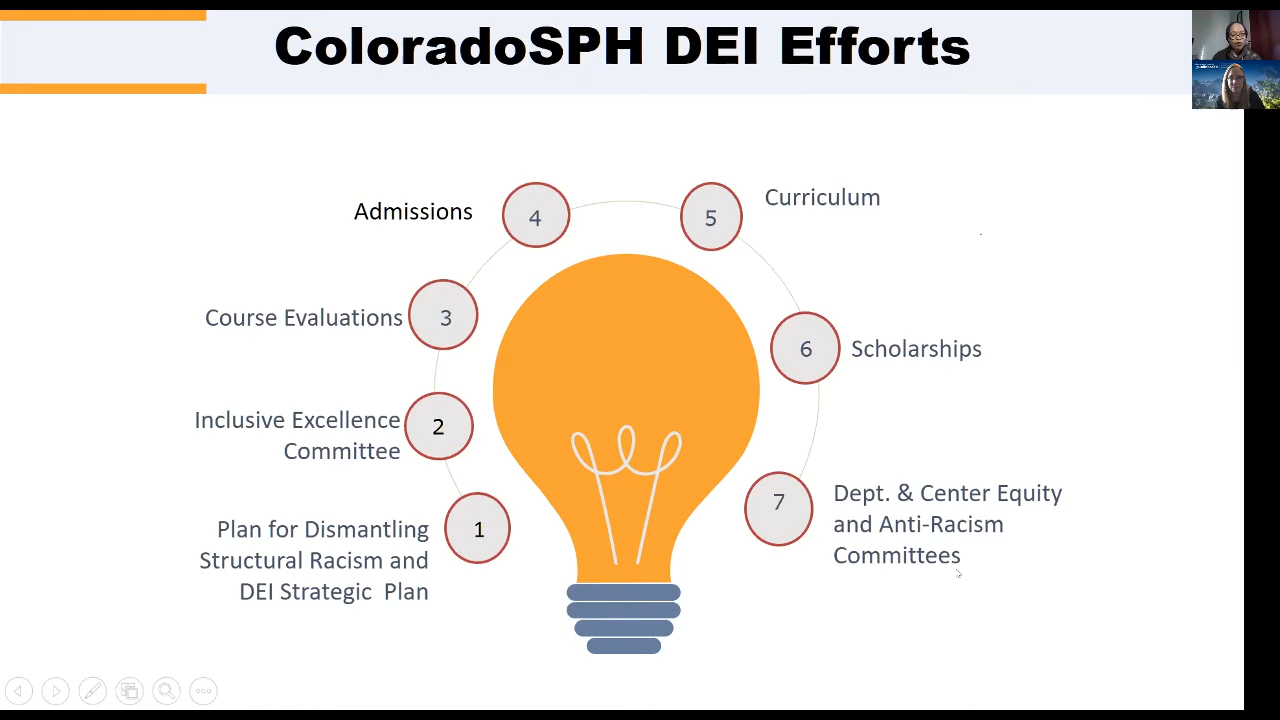 ColoradoSPH DEI Efforts
Admissions
4
5
Curriculum
Course Evaluations
3
6
Scholarships
Inclusive Excellence
Committee
2
Plan for Dismantling
Structural Racism and
DEI Strategic Plan
1
7
Dept. & Center Equity
and Anti-Racism
Committees